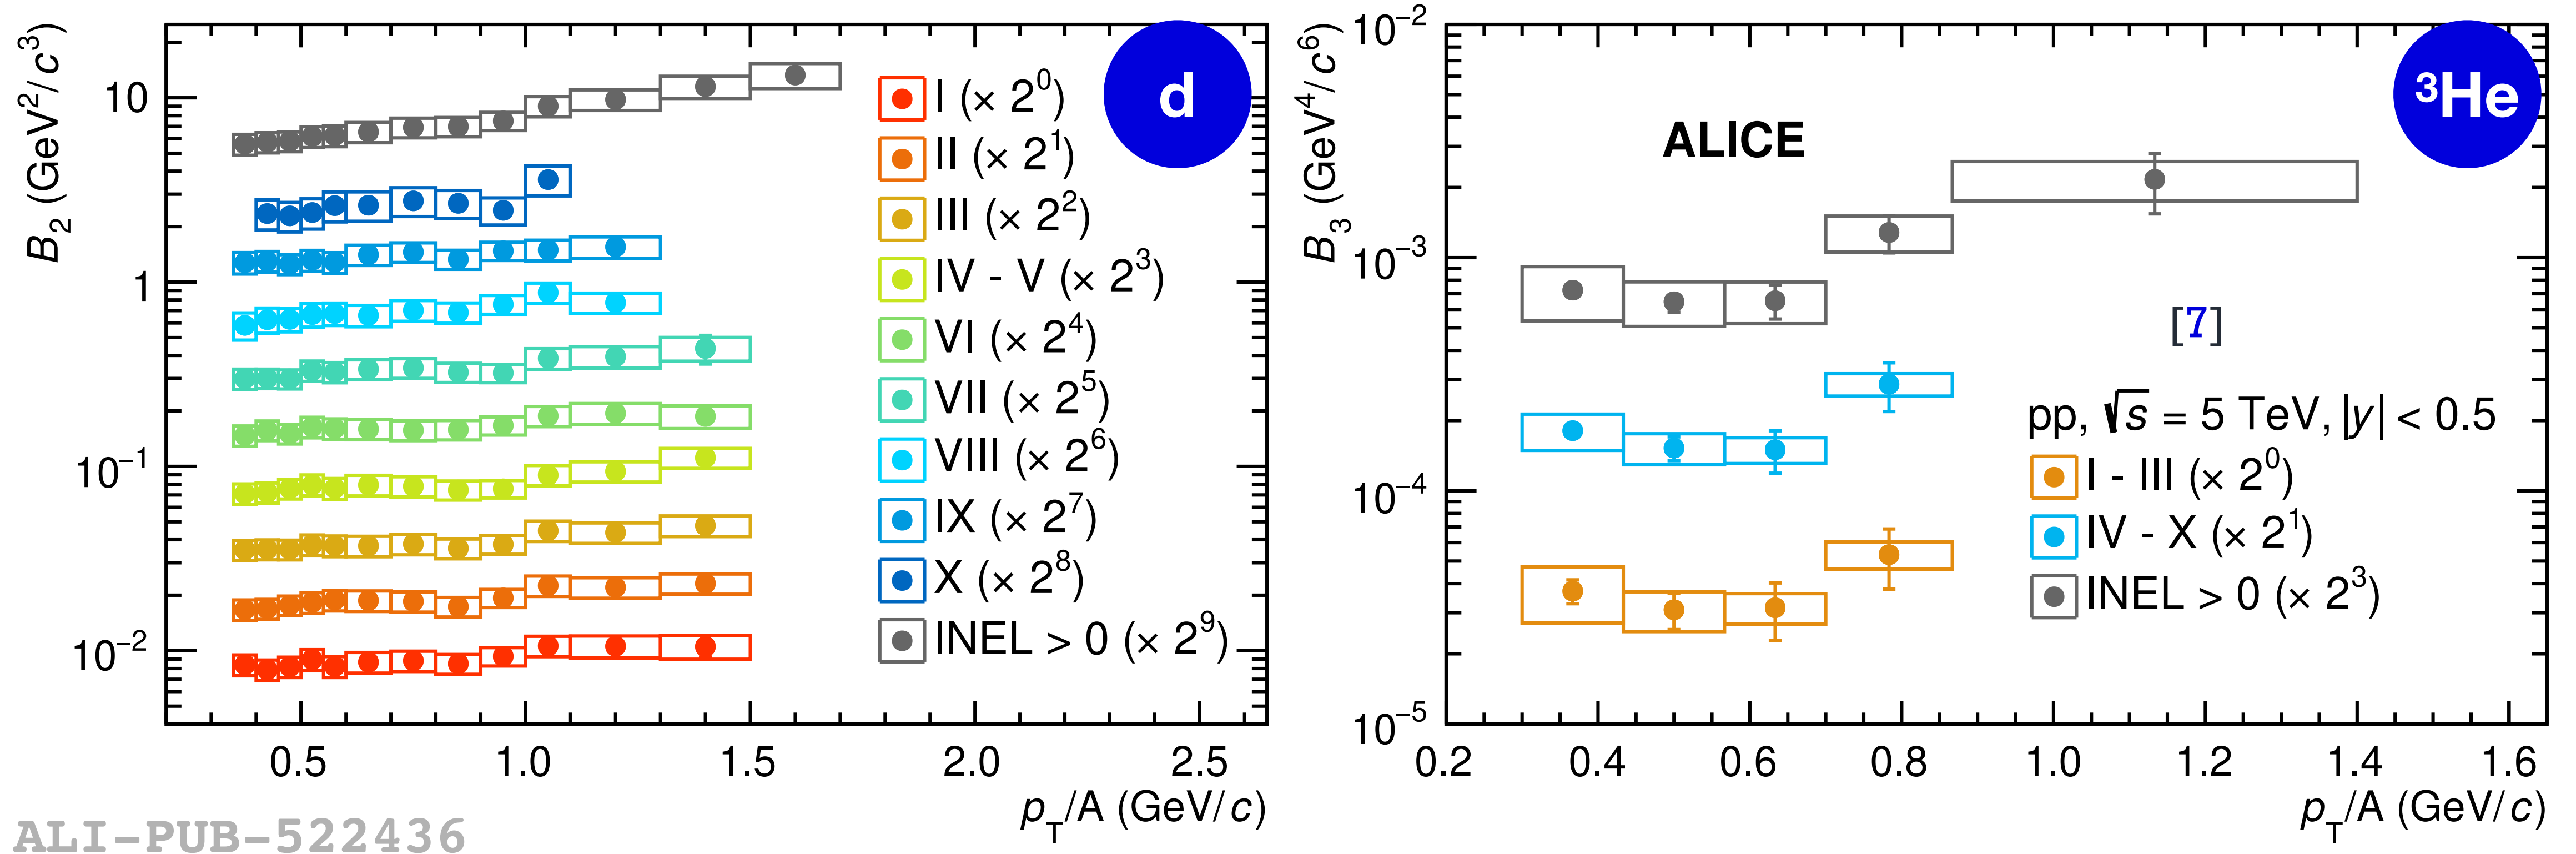 B₂ (GeV²/c³)
10
1
10⁻¹
10⁻²
0.5 1.0 1.5 2.0 2.5
p_T/A (GeV/c)
d
I (× 2⁰)
II (× 2¹)
III (× 2²)
IV - V (× 2³)
VI (× 2⁴)
VII (× 2⁵)
VIII (× 2⁶)
IX (× 2⁷)
X (× 2⁸)
INEL > 0 (× 2⁹)
ALI-PUB-522436
B₃ (GeV⁴/c⁶)
10⁻²
10⁻³
10⁻⁴
10⁻⁵
0.2 0.4 0.6 0.8 1.0 1.2 1.4 1.6
p_T/A (GeV/c)
³He
ALICE
[7]
pp, √s = 5 TeV, |y| < 0.5
I - III (× 2⁰)
IV - X (× 2¹)
INEL > 0 (× 2³)